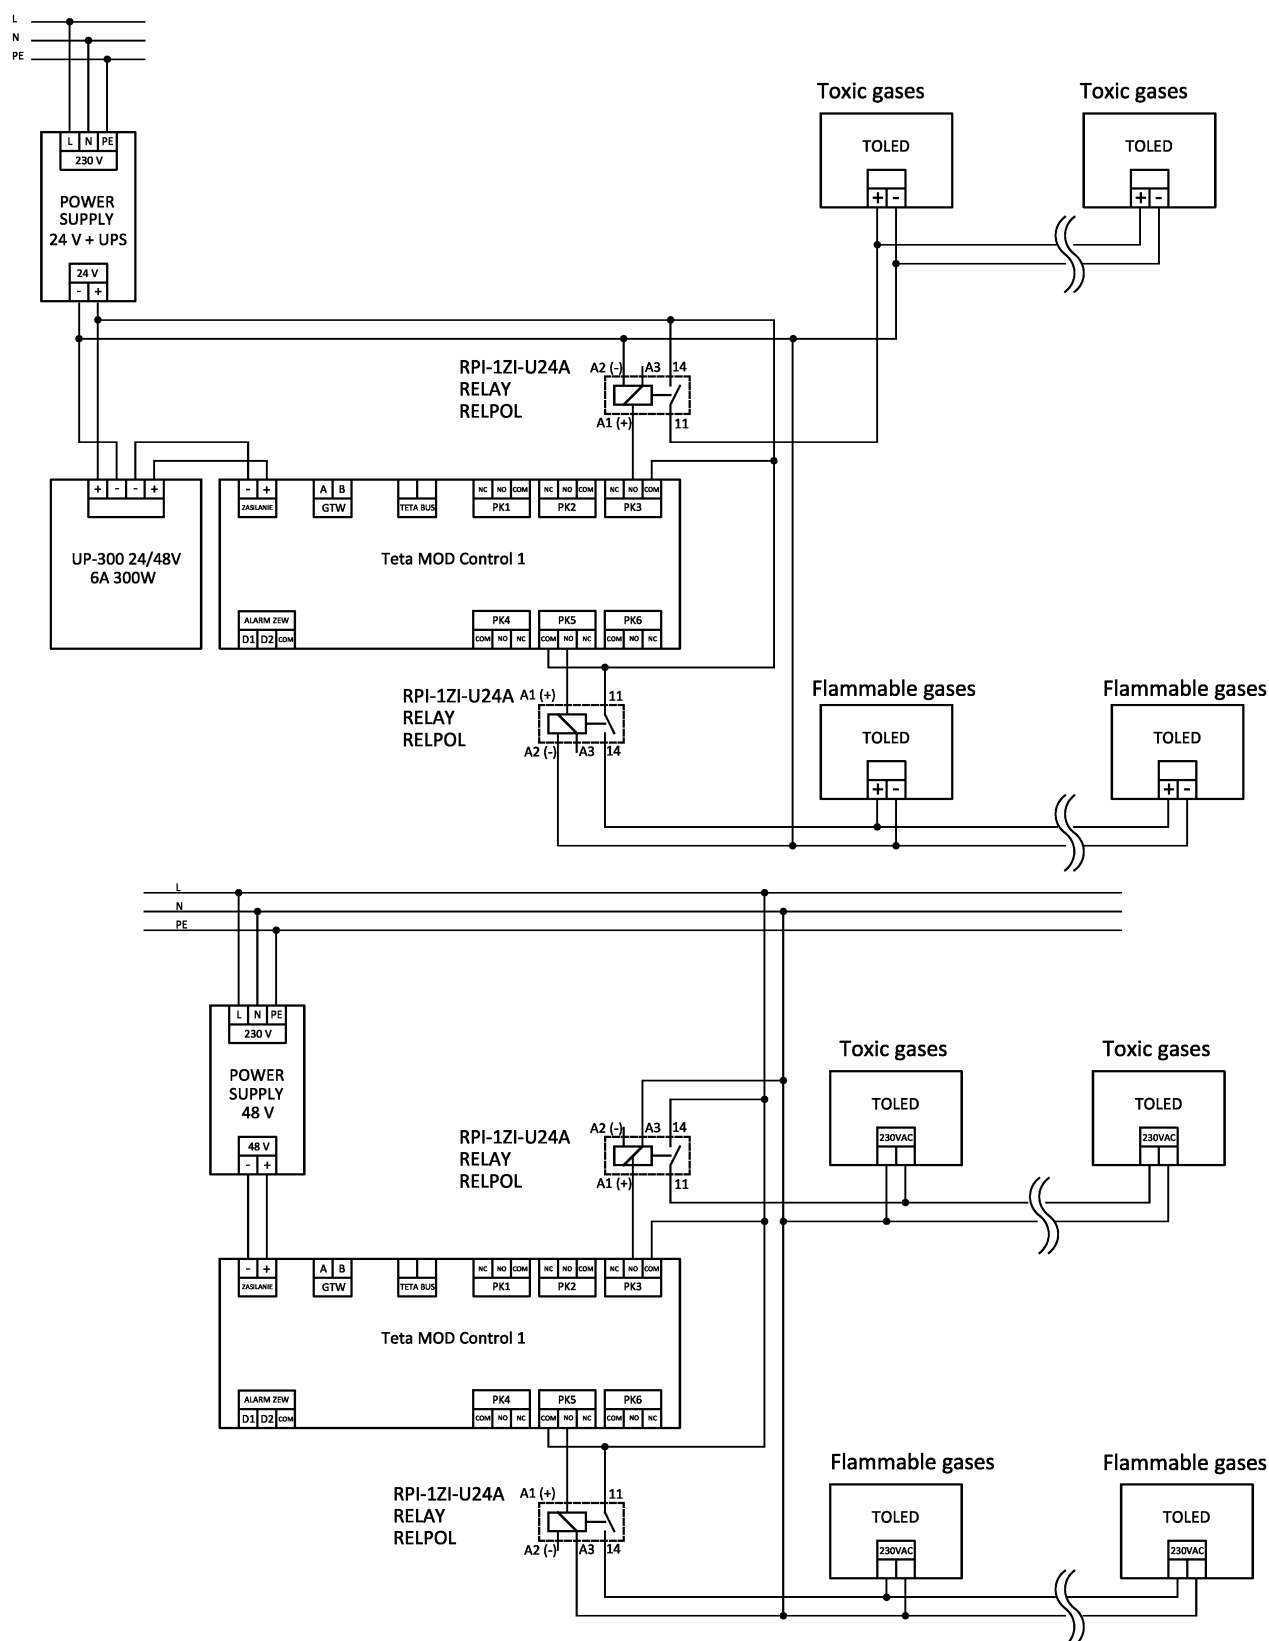 L
N
PE
Toxic gases
Toxic gases
L N PE
230 V
TOLED
TOLED
POWER
SUPPLY
24 V + UPS
+ -
+ -
24 V
- +
RPI-1ZI-U24A
RELAY
RELPOL
A2 (-) A3 14
A1 (+) 11
+ - - +
UP-300 24/48V
6A 300W
- +
ZASILANIE
A B
GTW
TETA BUS
NC NO COM
PK1
NC NO COM
PK2
NC NO COM
PK3
Teta MOD Control 1
ALARM ZEW
D1 D2 COM
PK4
COM NO NC
PK5
COM NO NC
PK6
COM NO NC
RPI-1ZI-U24A
RELAY
RELPOL
A1 (+) 11
A2 (-) A3 14
Flammable gases
Flammable gases
TOLED
TOLED
+ -
+ -
L
N
PE
L N PE
230 V
POWER
SUPPLY
48 V
48 V
- +
Toxic gases
Toxic gases
TOLED
TOLED
230VAC
230VAC
RPI-1ZI-U24A
RELAY
RELPOL
A2 (-) A3 14
A1 (+) 11
- +
ZASILANIE
A B
GTW
TETA BUS
NC NO COM
PK1
NC NO COM
PK2
NC NO COM
PK3
Teta MOD Control 1
ALARM ZEW
D1 D2 COM
PK4
COM NO NC
PK5
COM NO NC
PK6
COM NO NC
RPI-1ZI-U24A
RELAY
RELPOL
A1 (+) 11
A2 (-) A3 14
Flammable gases
Flammable gases
TOLED
TOLED
230VAC
230VAC